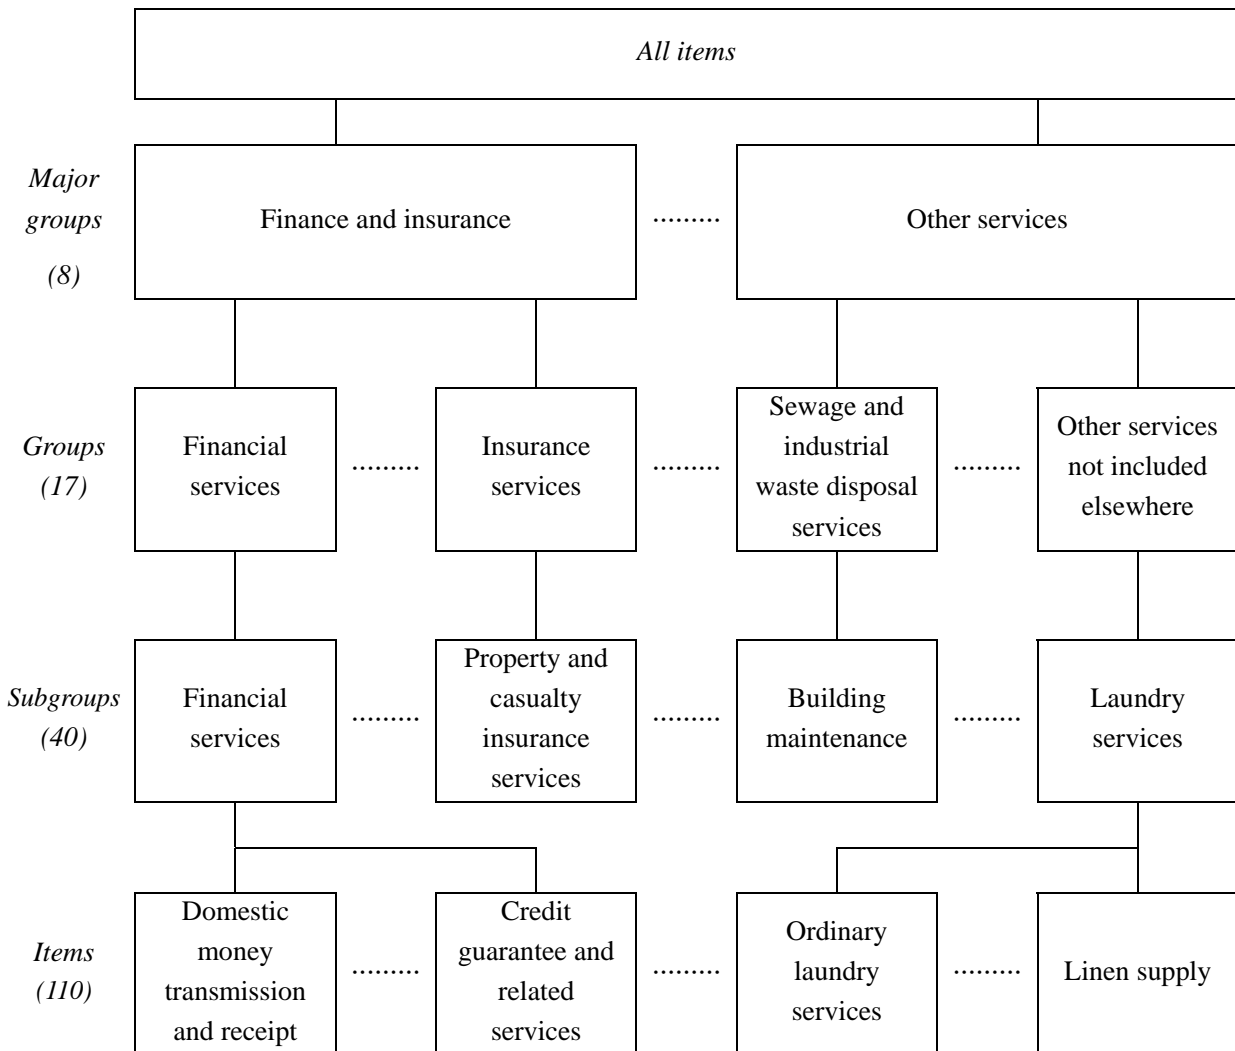 All items
Major
groups
(8)
Finance and insurance
.........
Other services
Groups
(17)
Financial
services
.........
Insurance
services
.........
Sewage and
industrial
waste disposal
services
.........
Other services
not included
elsewhere
Subgroups
(40)
Financial
services
.........
Property and
casualty
insurance
services
.........
Building
maintenance
.........
Laundry
services
Items
(110)
Domestic
money
transmission
and receipt
.........
Credit
guarantee and
related
services
.........
Ordinary
laundry
services
.........
Linen supply